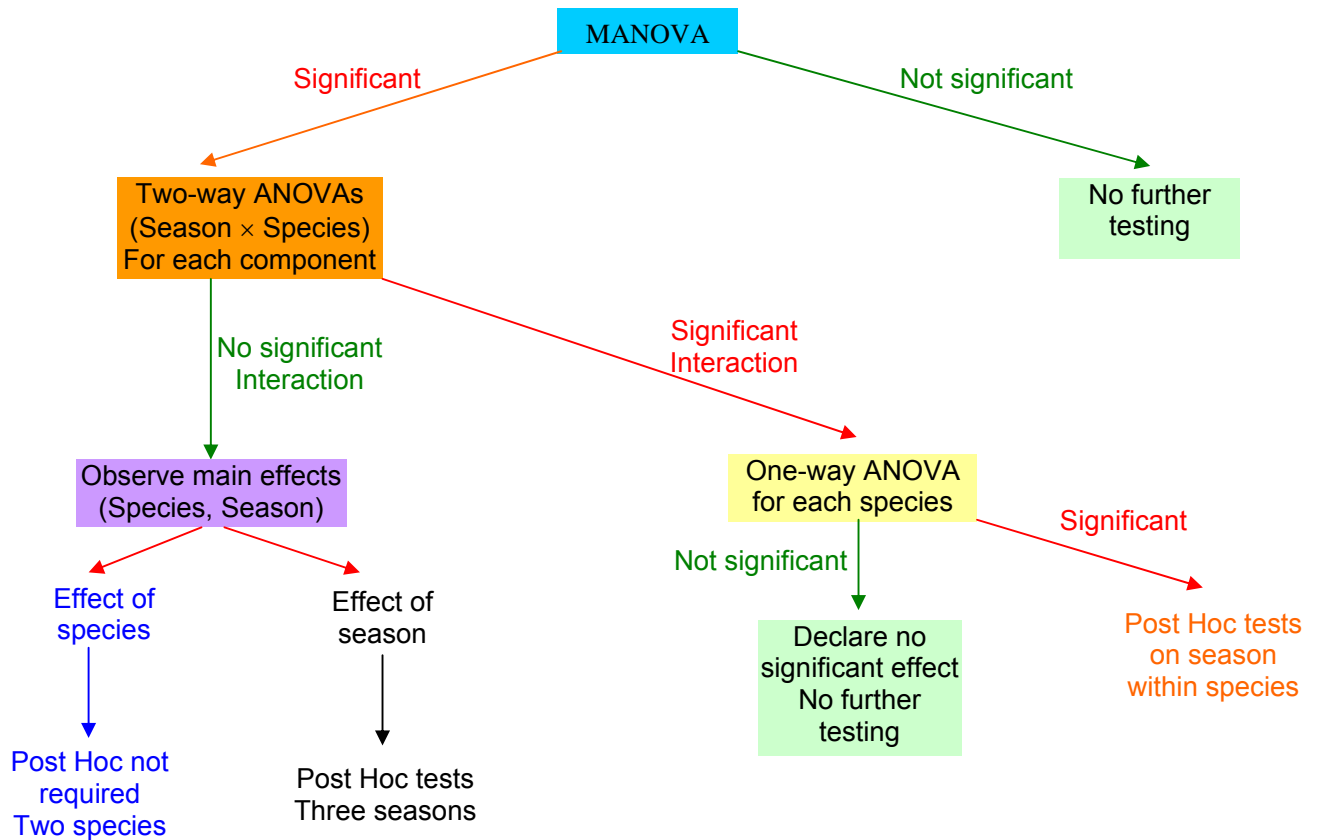 MANOVA
Significant
Not significant
Two-way ANOVAs
(Season × Species)
For each component
No further
testing
No significant
Interaction
Significant
Interaction
Observe main effects
(Species, Season)
One-way ANOVA
for each species
Significant
Not significant
Effect of
species
Effect of
season
Declare no
significant effect
No further
testing
Post Hoc tests
on season
within species
Post Hoc not
required
Two species
Post Hoc tests
Three seasons